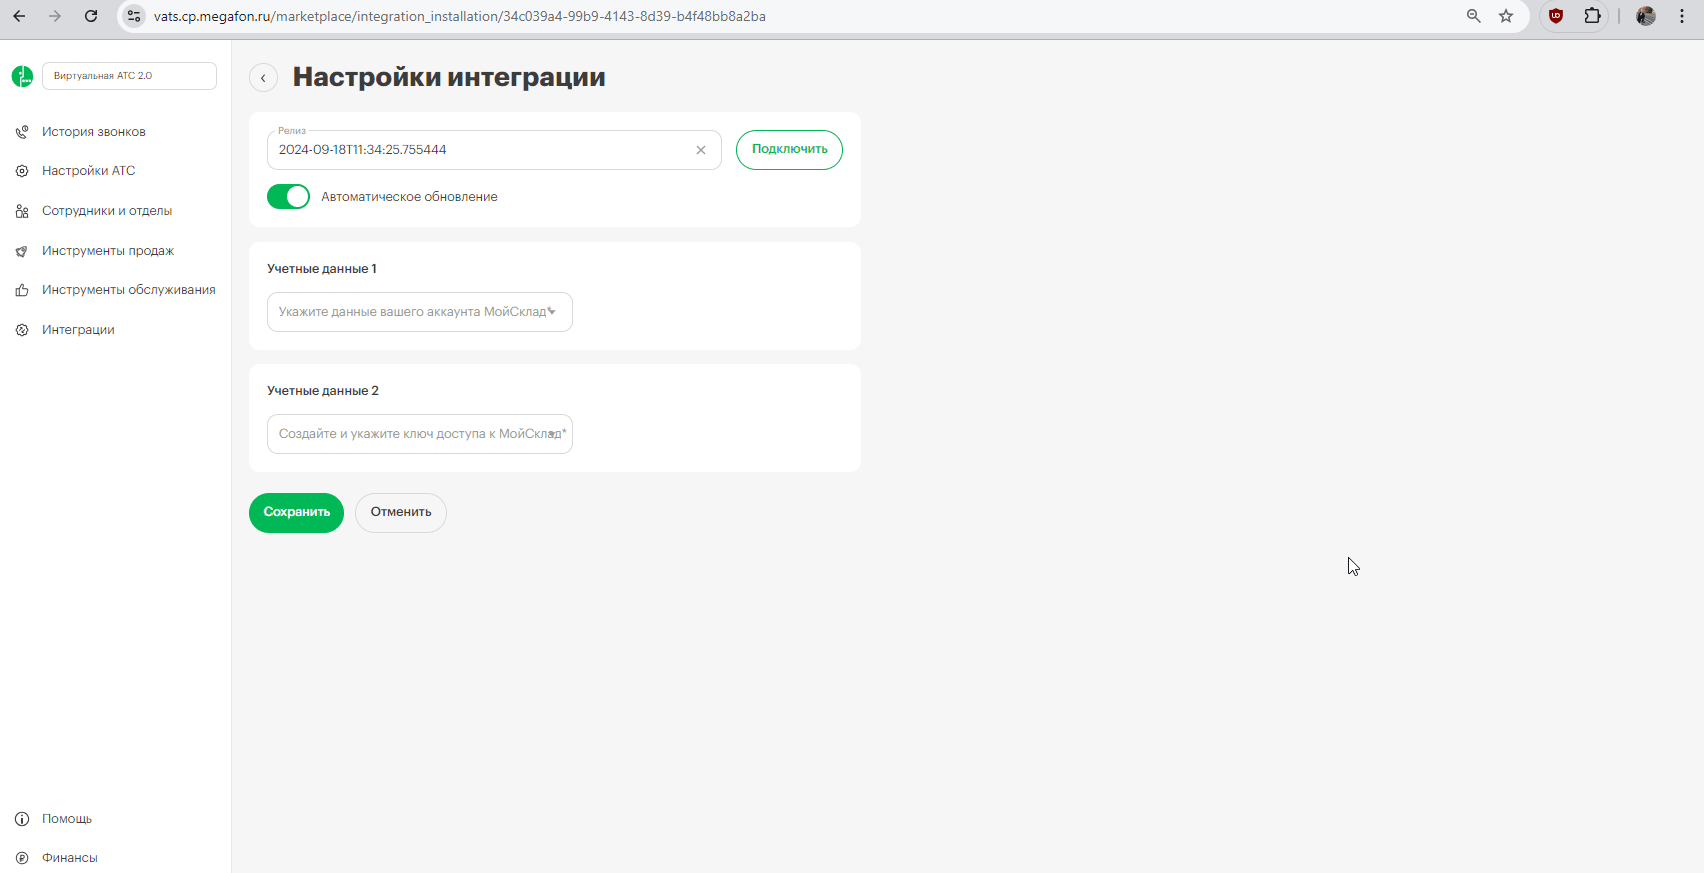 vats.cp.megafon.ru/marketplace/integration_installation/34c039a4-99b9-4143-8d39-b4f48bb8a2ba
Виртуальная АТС 2.0
История звонков
Настройки АТС
Сотрудники и отделы
Инструменты продаж
Инструменты обслуживания
Интеграции
Помощь
Финансы
Настройки интеграции
Релиз
2024-09-18T11:34:25.755444
Подключить
Автоматическое обновление
Учетные данные 1
Укажите данные вашего аккаунта МойСклад*
Учетные данные 2
Создайте и укажите ключ доступа к МойСклад*
Сохранить
Отменить